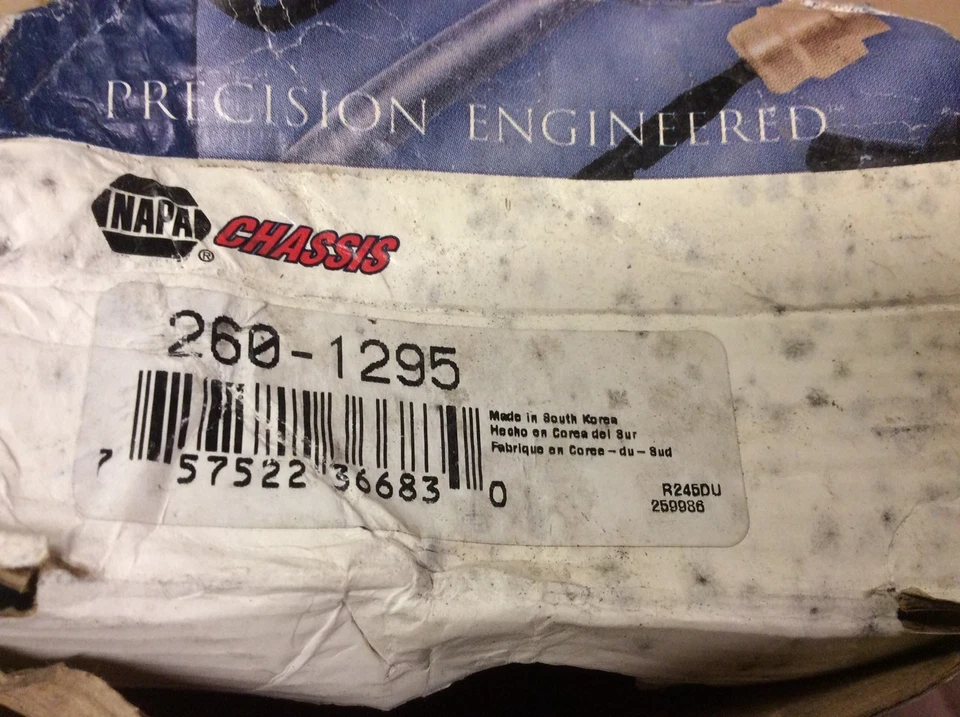 PRECISION ENGINEERED™
NAPA® CHASSIS
260-1295
Made in South Korea
Hecho en Corea del Sur
Fabrique en Coree-du-Sud
7 57522 36683 0
R245DU
259986